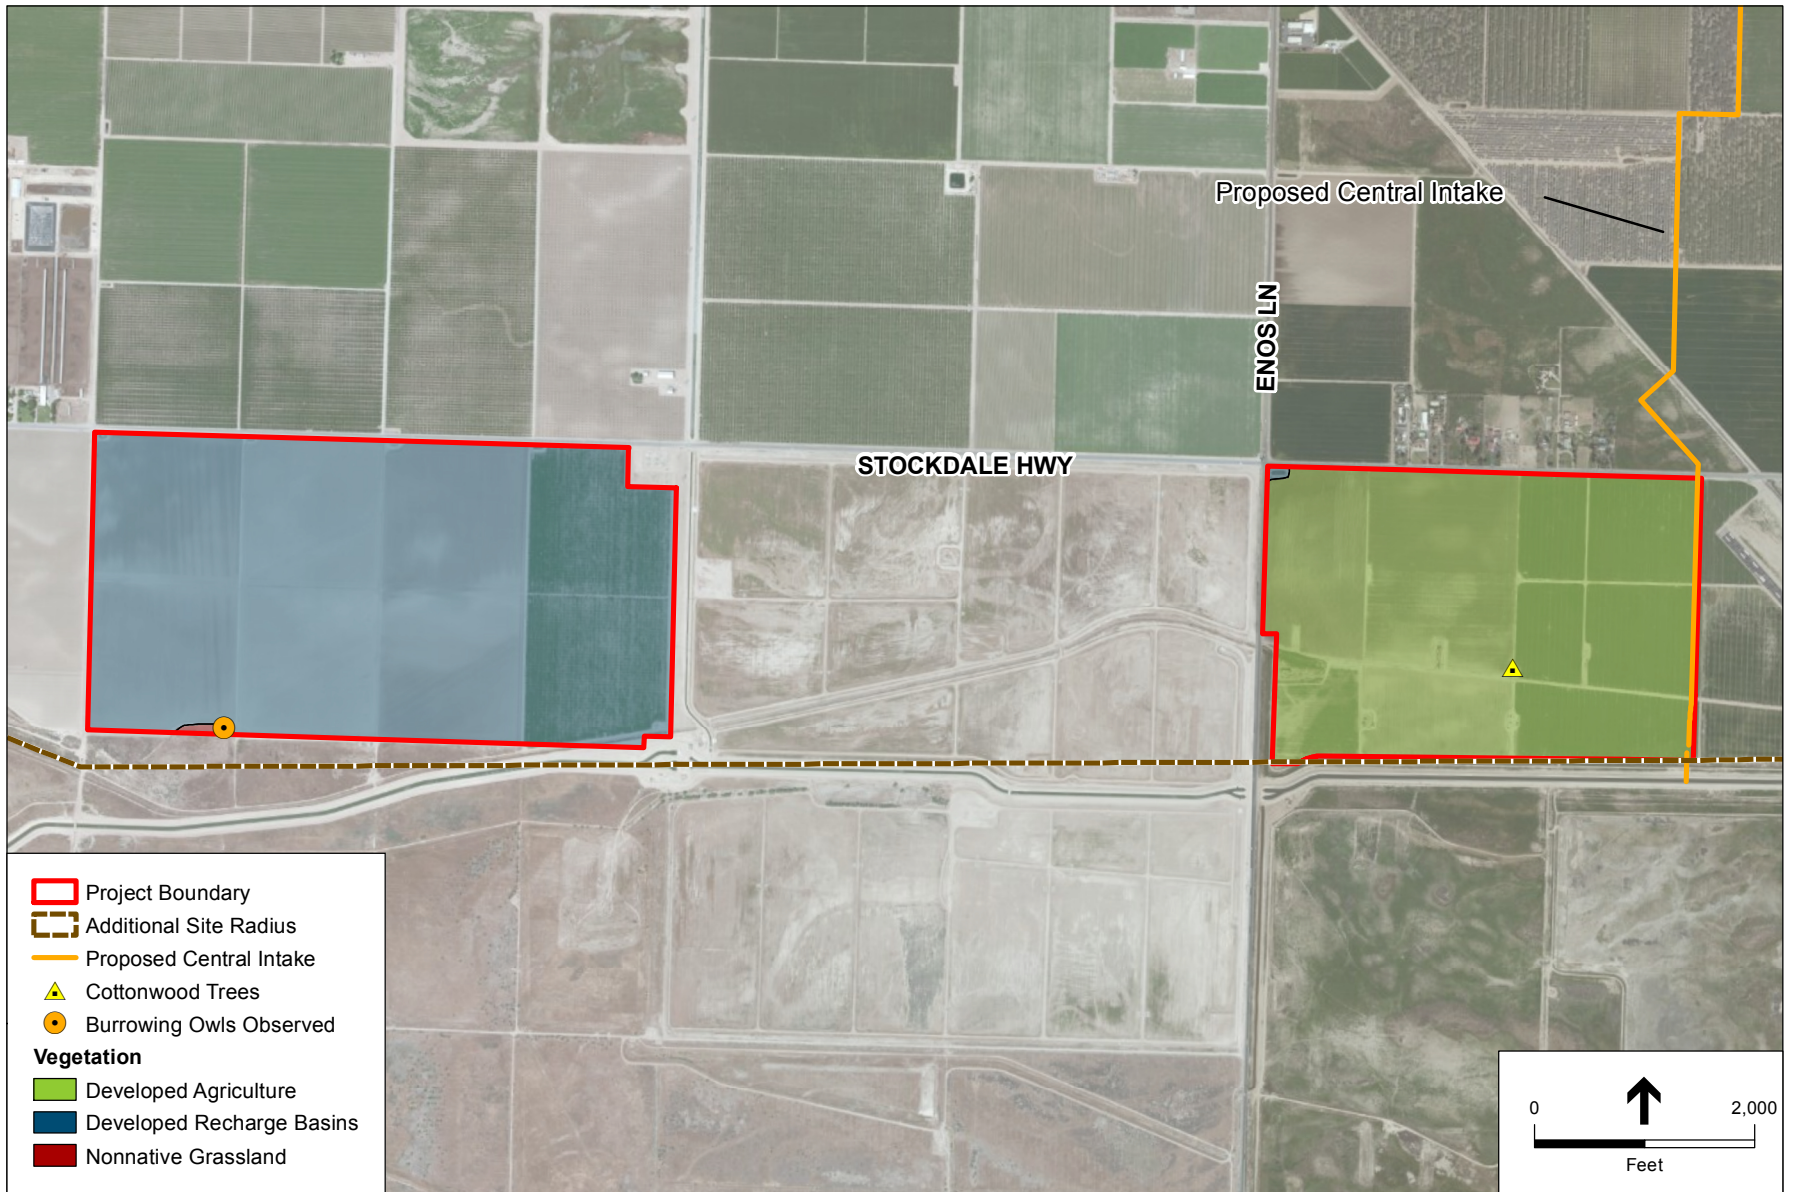 Proposed Central Intake
ENOS LN
STOCKDALE HWY
Project Boundary
Additional Site Radius
Proposed Central Intake
Cottonwood Trees
Burrowing Owls Observed
Vegetation
Developed Agriculture
Developed Recharge Basins
Nonnative Grassland
0 2,000
Feet